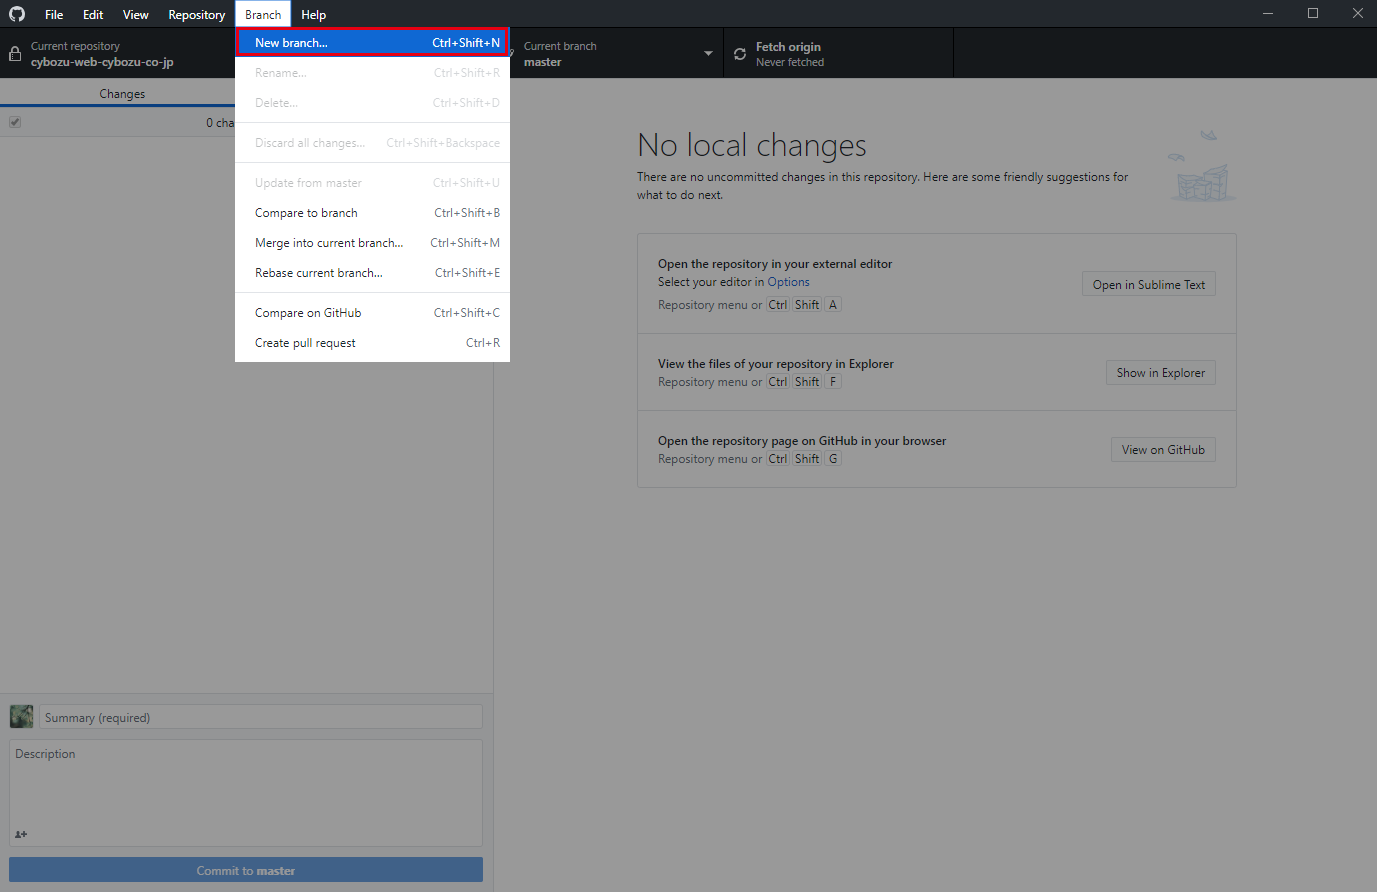 File Edit View Repository Branch Help
Current repository
cybozu-web-cybozu-co-jp
Current branch
master
Fetch origin
Never fetched
New branch... Ctrl+Shift+N
Rename... Ctrl+Shift+R
Delete... Ctrl+Shift+D
Discard all changes... Ctrl+Shift+Backspace
Update from master Ctrl+Shift+U
Compare to branch Ctrl+Shift+B
Merge into current branch... Ctrl+Shift+M
Rebase current branch... Ctrl+Shift+E
Compare on GitHub Ctrl+Shift+C
Create pull request Ctrl+R
Changes
0 cha
No local changes
There are no uncommitted changes in this repository. Here are some friendly suggestions for
what to do next.
Open the repository in your external editor
Select your editor in Options
Repository menu or Ctrl Shift A
Open in Sublime Text
View the files of your repository in Explorer
Repository menu or Ctrl Shift F
Show in Explorer
Open the repository page on GitHub in your browser
Repository menu or Ctrl Shift G
View on GitHub
Summary (required)
Description
Commit to master